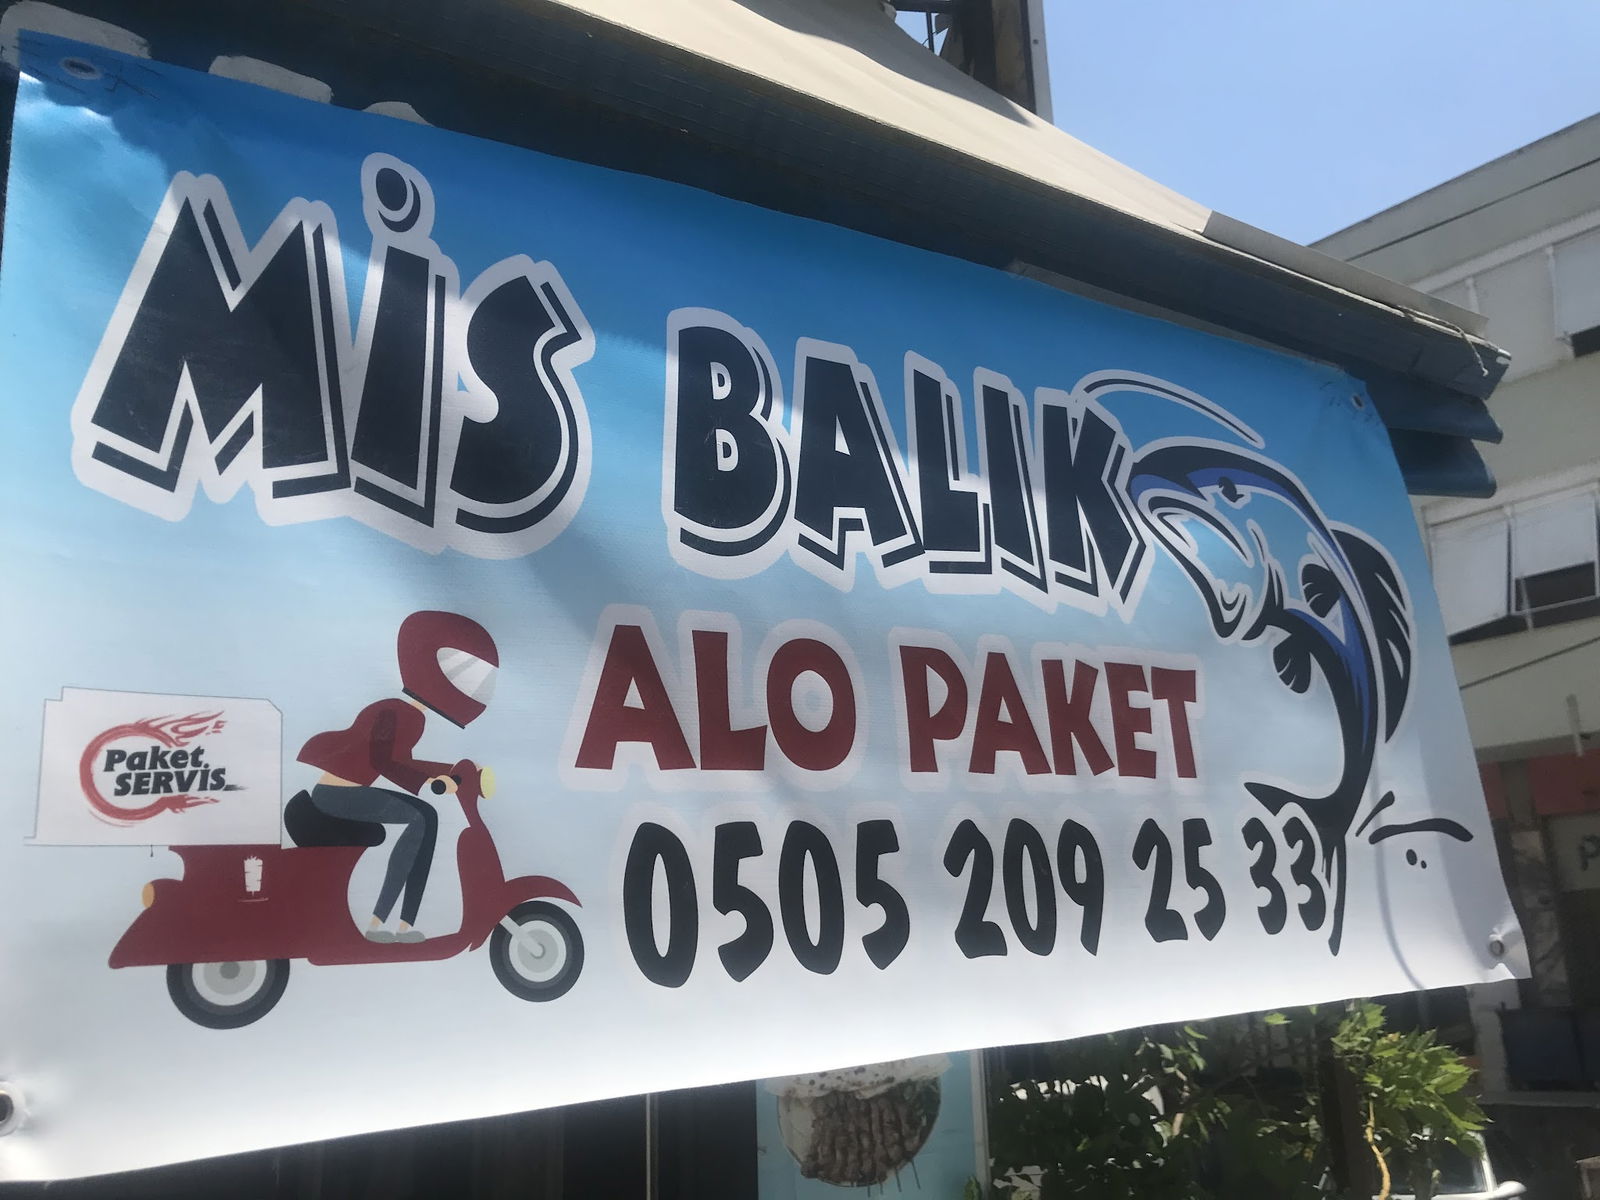 MİS BALIK
ALO PAKET
Paket
SERVİS
0505 209 25 33